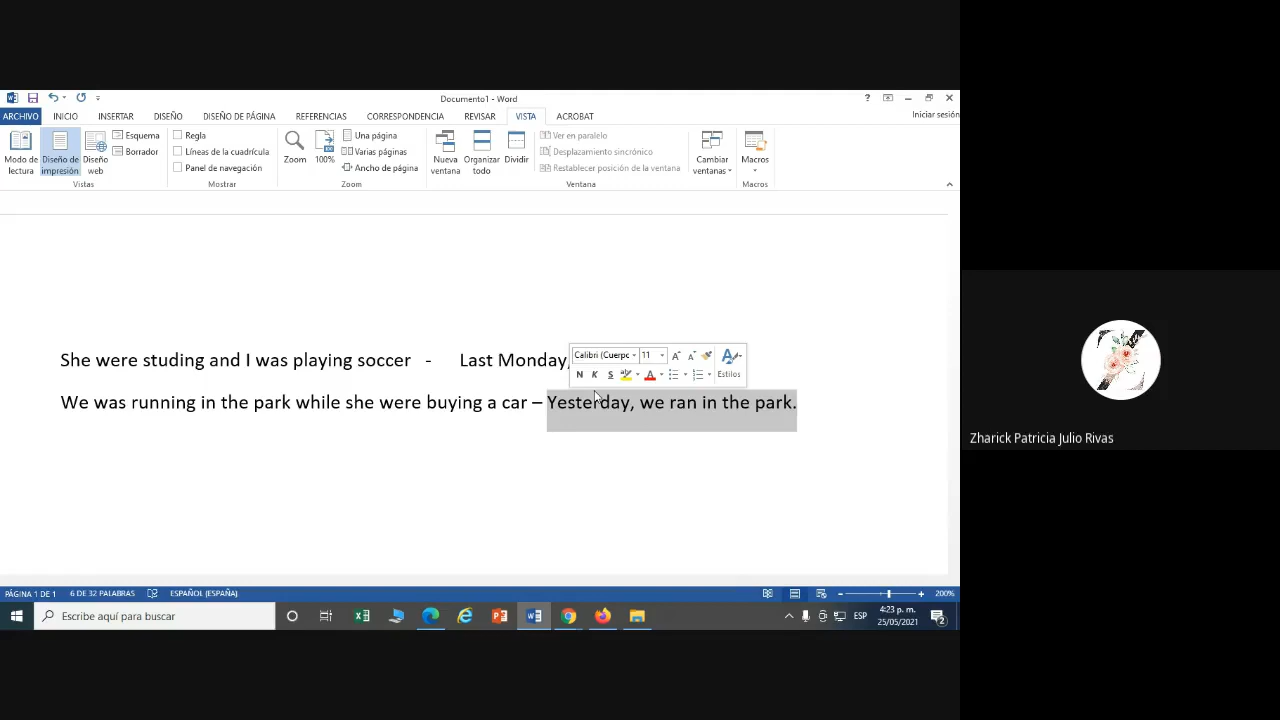 Documento1 - Word
?
ARCHIVO INICIO INSERTAR DISEÑO DISEÑO DE PÁGINA REFERENCIAS CORRESPONDENCIA REVISAR VISTA ACROBAT Iniciar sesión
Modo de lectura
Diseño de impresión
Diseño web
Esquema
Borrador
Vistas
Regla
Líneas de la cuadrícula
Panel de navegación
Mostrar
Zoom
100%
Una página
Varias páginas
Ancho de página
Zoom
Nueva ventana
Organizar todo
Dividir
Ver en paralelo
Desplazamiento sincrónico
Restablecer posición de la ventana
Ventana
Cambiar ventanas
Macros
Macros
She were studing and I was playing soccer - Last Monday,
Calibri (Cuerpo 11
N K S
Estilos
We was running in the park while she were buying a car – Yesterday, we ran in the park.
Zharick Patricia Julio Rivas
PÁGINA 1 DE 1 6 DE 32 PALABRAS ESPAÑOL (ESPAÑA) 200%
Escribe aquí para buscar
ESP
4:23 p. m.
25/05/2021
2